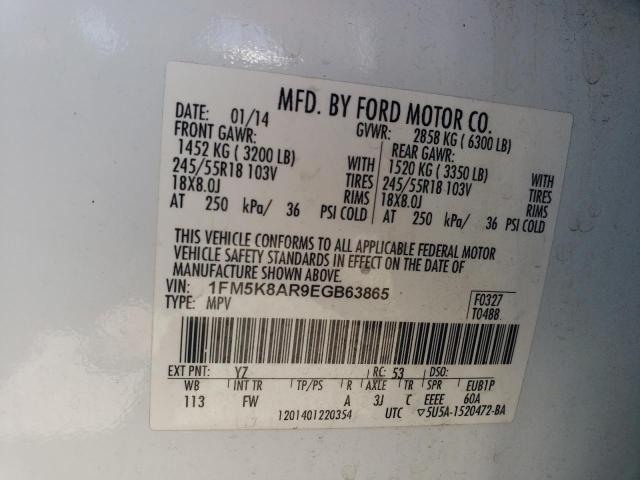 MFD. BY FORD MOTOR CO.
DATE: 01/14 GVWR: 2858 KG ( 6300 LB)
FRONT GAWR: REAR GAWR:
1452 KG ( 3200 LB) WITH 1520 KG ( 3350 LB) WITH
245/55R18 103V TIRES 245/55R18 103V TIRES
18X8.0J RIMS 18X8.0J RIMS
AT 250 kPa/ 36 PSI COLD AT 250 kPa/ 36 PSI COLD
THIS VEHICLE CONFORMS TO ALL APPLICABLE FEDERAL MOTOR
VEHICLE SAFETY STANDARDS IN EFFECT ON THE DATE OF
MANUFACTURE SHOWN ABOVE.
VIN: 1FM5K8AR9EGB63865 F0327
TYPE: MPV T0488
EXT PNT: YZ RC: 53 DSO:
WB INT TR TP/PS R AXLE TR SPR EUB1P
113 FW A 3J C EEEE 60A
1201401220354 UTC ▽5U5A-1520472-BA